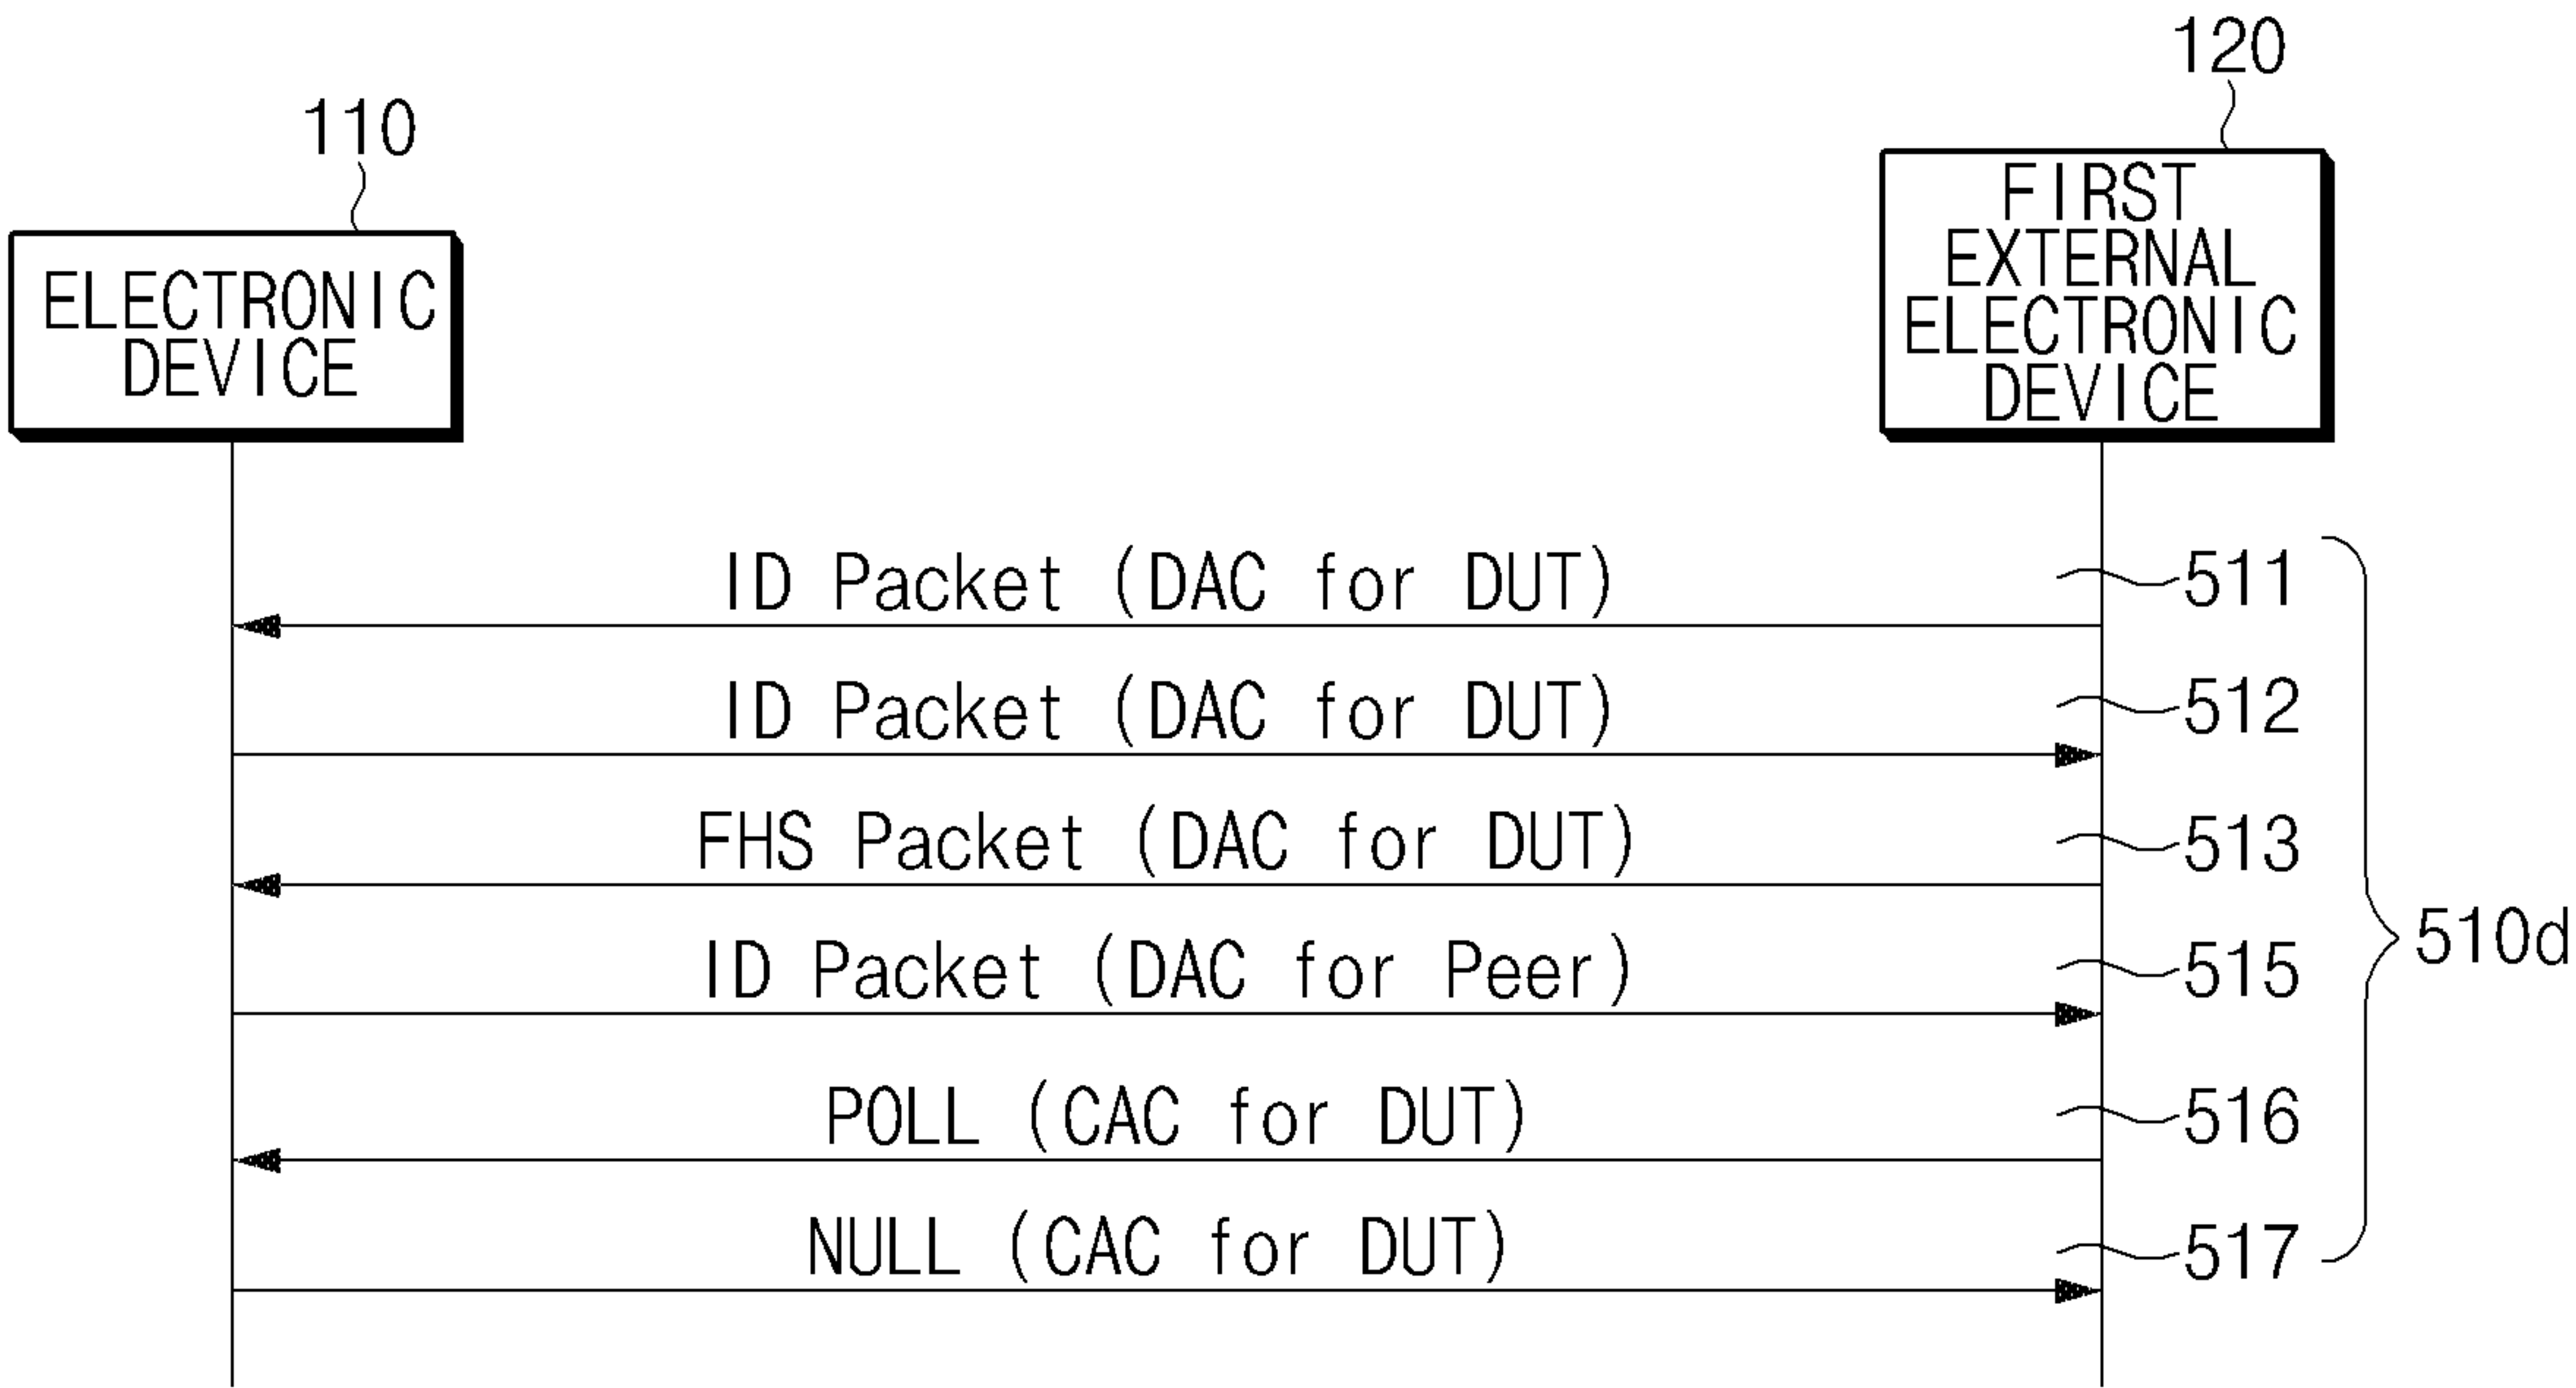 120
110
FIRST
EXTERNAL
ELECTRONIC
DEVICE
ELECTRONIC
DEVICE
ID Packet (DAC for DUT)
511
ID Packet (DAC for DUT)
512
FHS Packet (DAC for DUT)
513
510d
ID Packet (DAC for Peer)
515
POLL (CAC for DUT)
516
NULL (CAC for DUT)
517